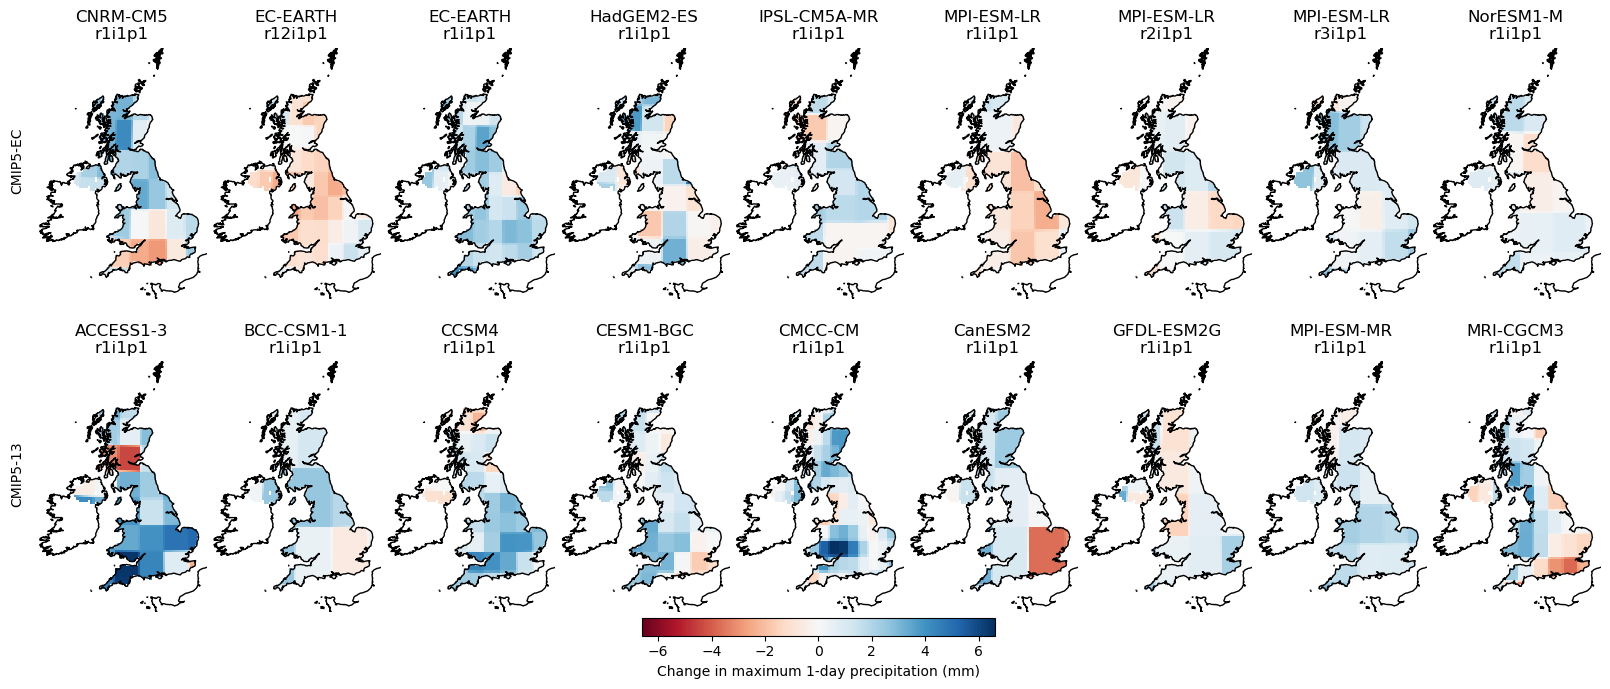 CNRM-CM5 EC-EARTH EC-EARTH HadGEM2-ES IPSL-CM5A-MR MPI-ESM-LR MPI-ESM-LR MPI-ESM-LR NorESM1-M
r1i1p1 r12i1p1 r1i1p1 r1i1p1 r1i1p1 r1i1p1 r2i1p1 r3i1p1 r1i1p1
CMIP5-EC
ACCESS1-3 BCC-CSM1-1 CCSM4 CESM1-BGC CMCC-CM CanESM2 GFDL-ESM2G MPI-ESM-MR MRI-CGCM3
r1i1p1 r1i1p1 r1i1p1 r1i1p1 r1i1p1 r1i1p1 r1i1p1 r1i1p1 r1i1p1
CMIP5-13
−6 −4 −2 0 2 4 6
Change in maximum 1-day precipitation (mm)